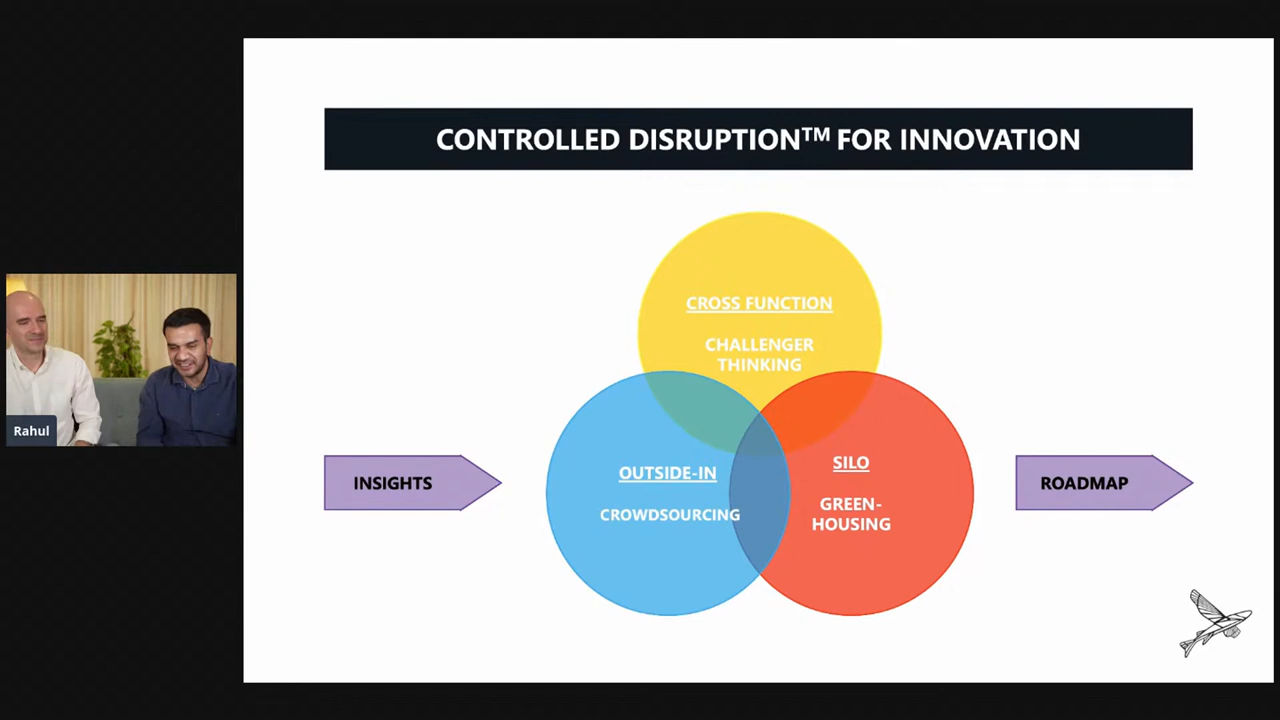 CONTROLLED DISRUPTION™ FOR INNOVATION
CROSS FUNCTION
CHALLENGER
THINKING
OUTSIDE-IN
CROWDSOURCING
SILO
GREEN-
HOUSING
INSIGHTS
ROADMAP
Rahul